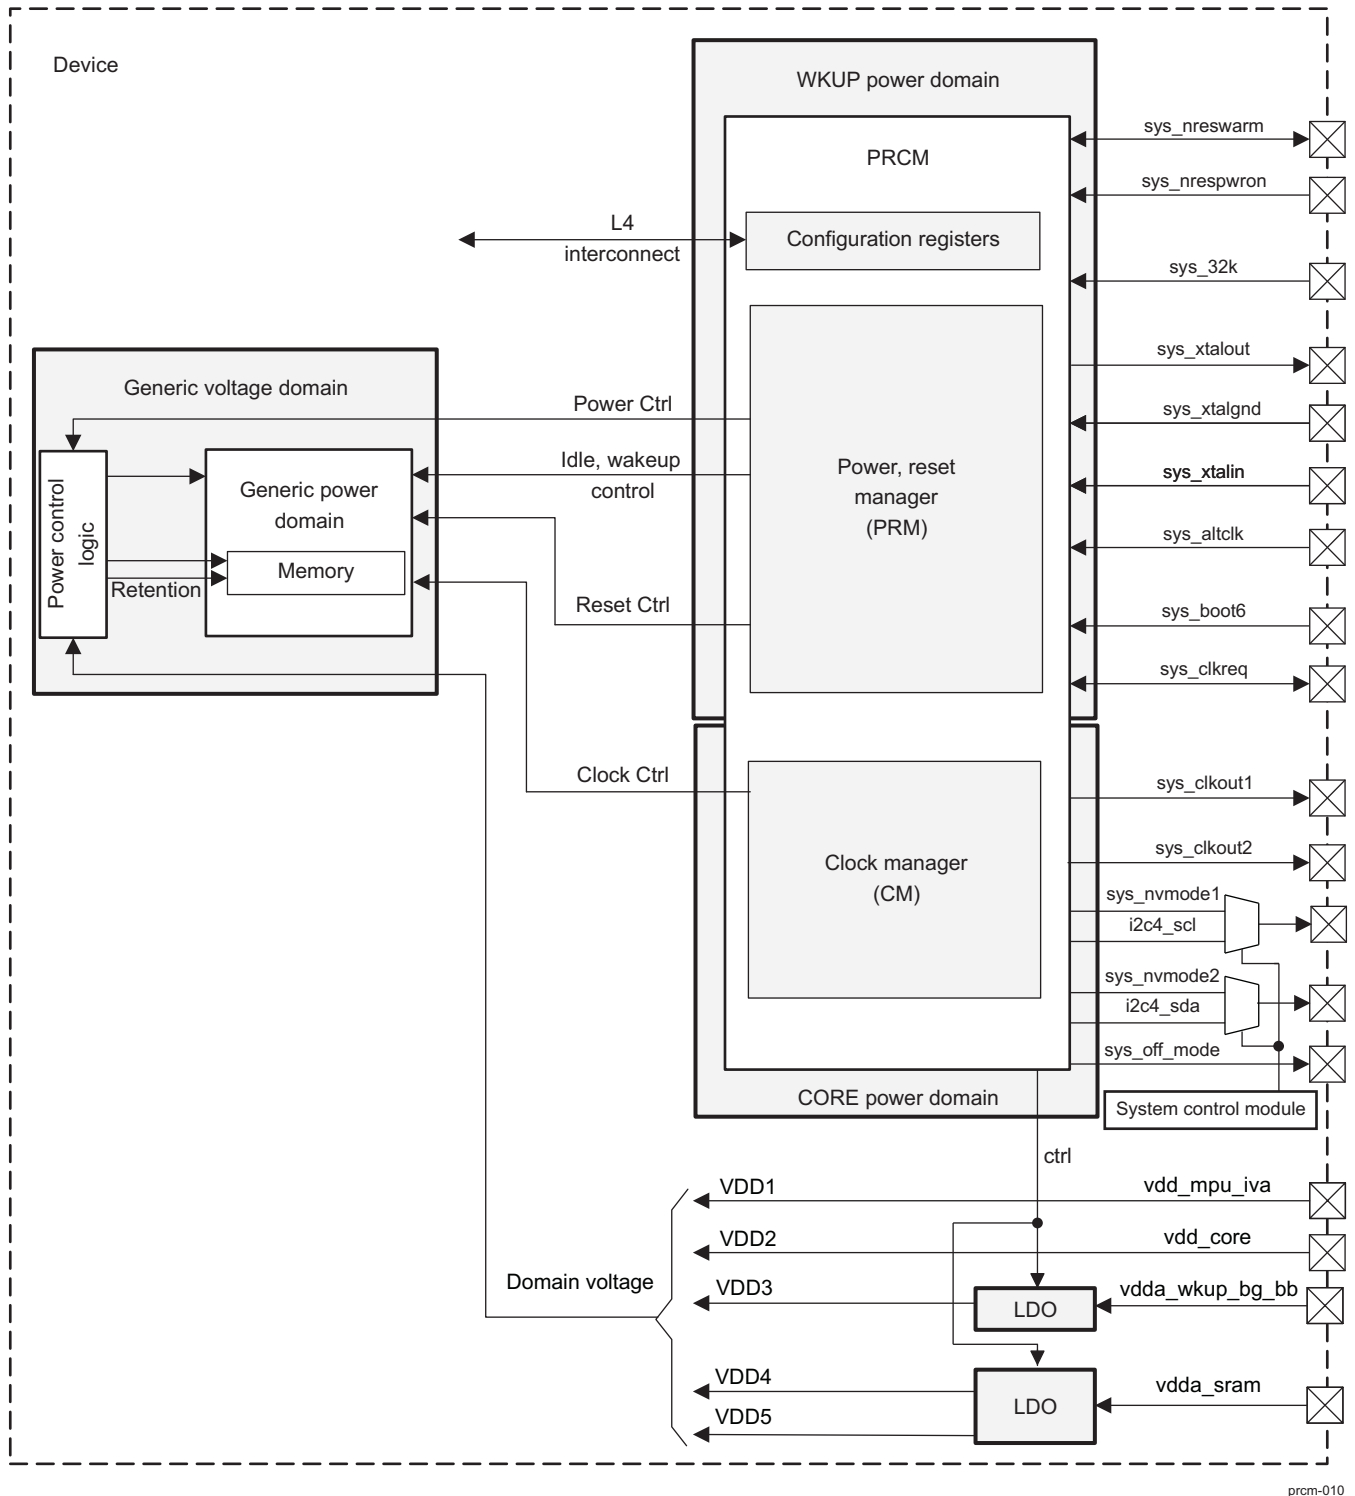 Device
WKUP power domain
PRCM
Configuration registers
L4
interconnect
Power, reset
manager
(PRM)
Generic voltage domain
Power Ctrl
Idle, wakeup
control
Reset Ctrl
Clock Ctrl
Power control
logic
Generic power
domain
Memory
Retention
Clock manager
(CM)
CORE power domain
sys_nreswarm
sys_nrespwron
sys_32k
sys_xtalout
sys_xtalgnd
sys_xtalin
sys_altclk
sys_boot6
sys_clkreq
sys_clkout1
sys_clkout2
sys_nvmode1
i2c4_scl
sys_nvmode2
i2c4_sda
sys_off_mode
System control module
ctrl
Domain voltage
VDD1
vdd_mpu_iva
VDD2
vdd_core
VDD3
LDO
vdda_wkup_bg_bb
VDD4
VDD5
LDO
vdda_sram
prcm-010